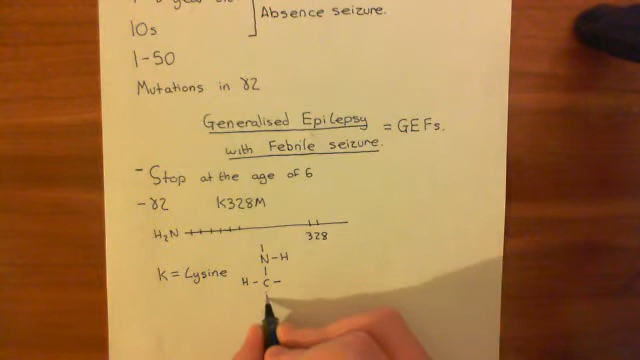 Absence seizure.
10s
1-50
Mutations in γ2
Generalised Epilepsy
with Febrile seizure. = GEFs.
- Stop at the age of 6
- γ2 K328M
H₂N 328
N-H
K = Lysine H-C-